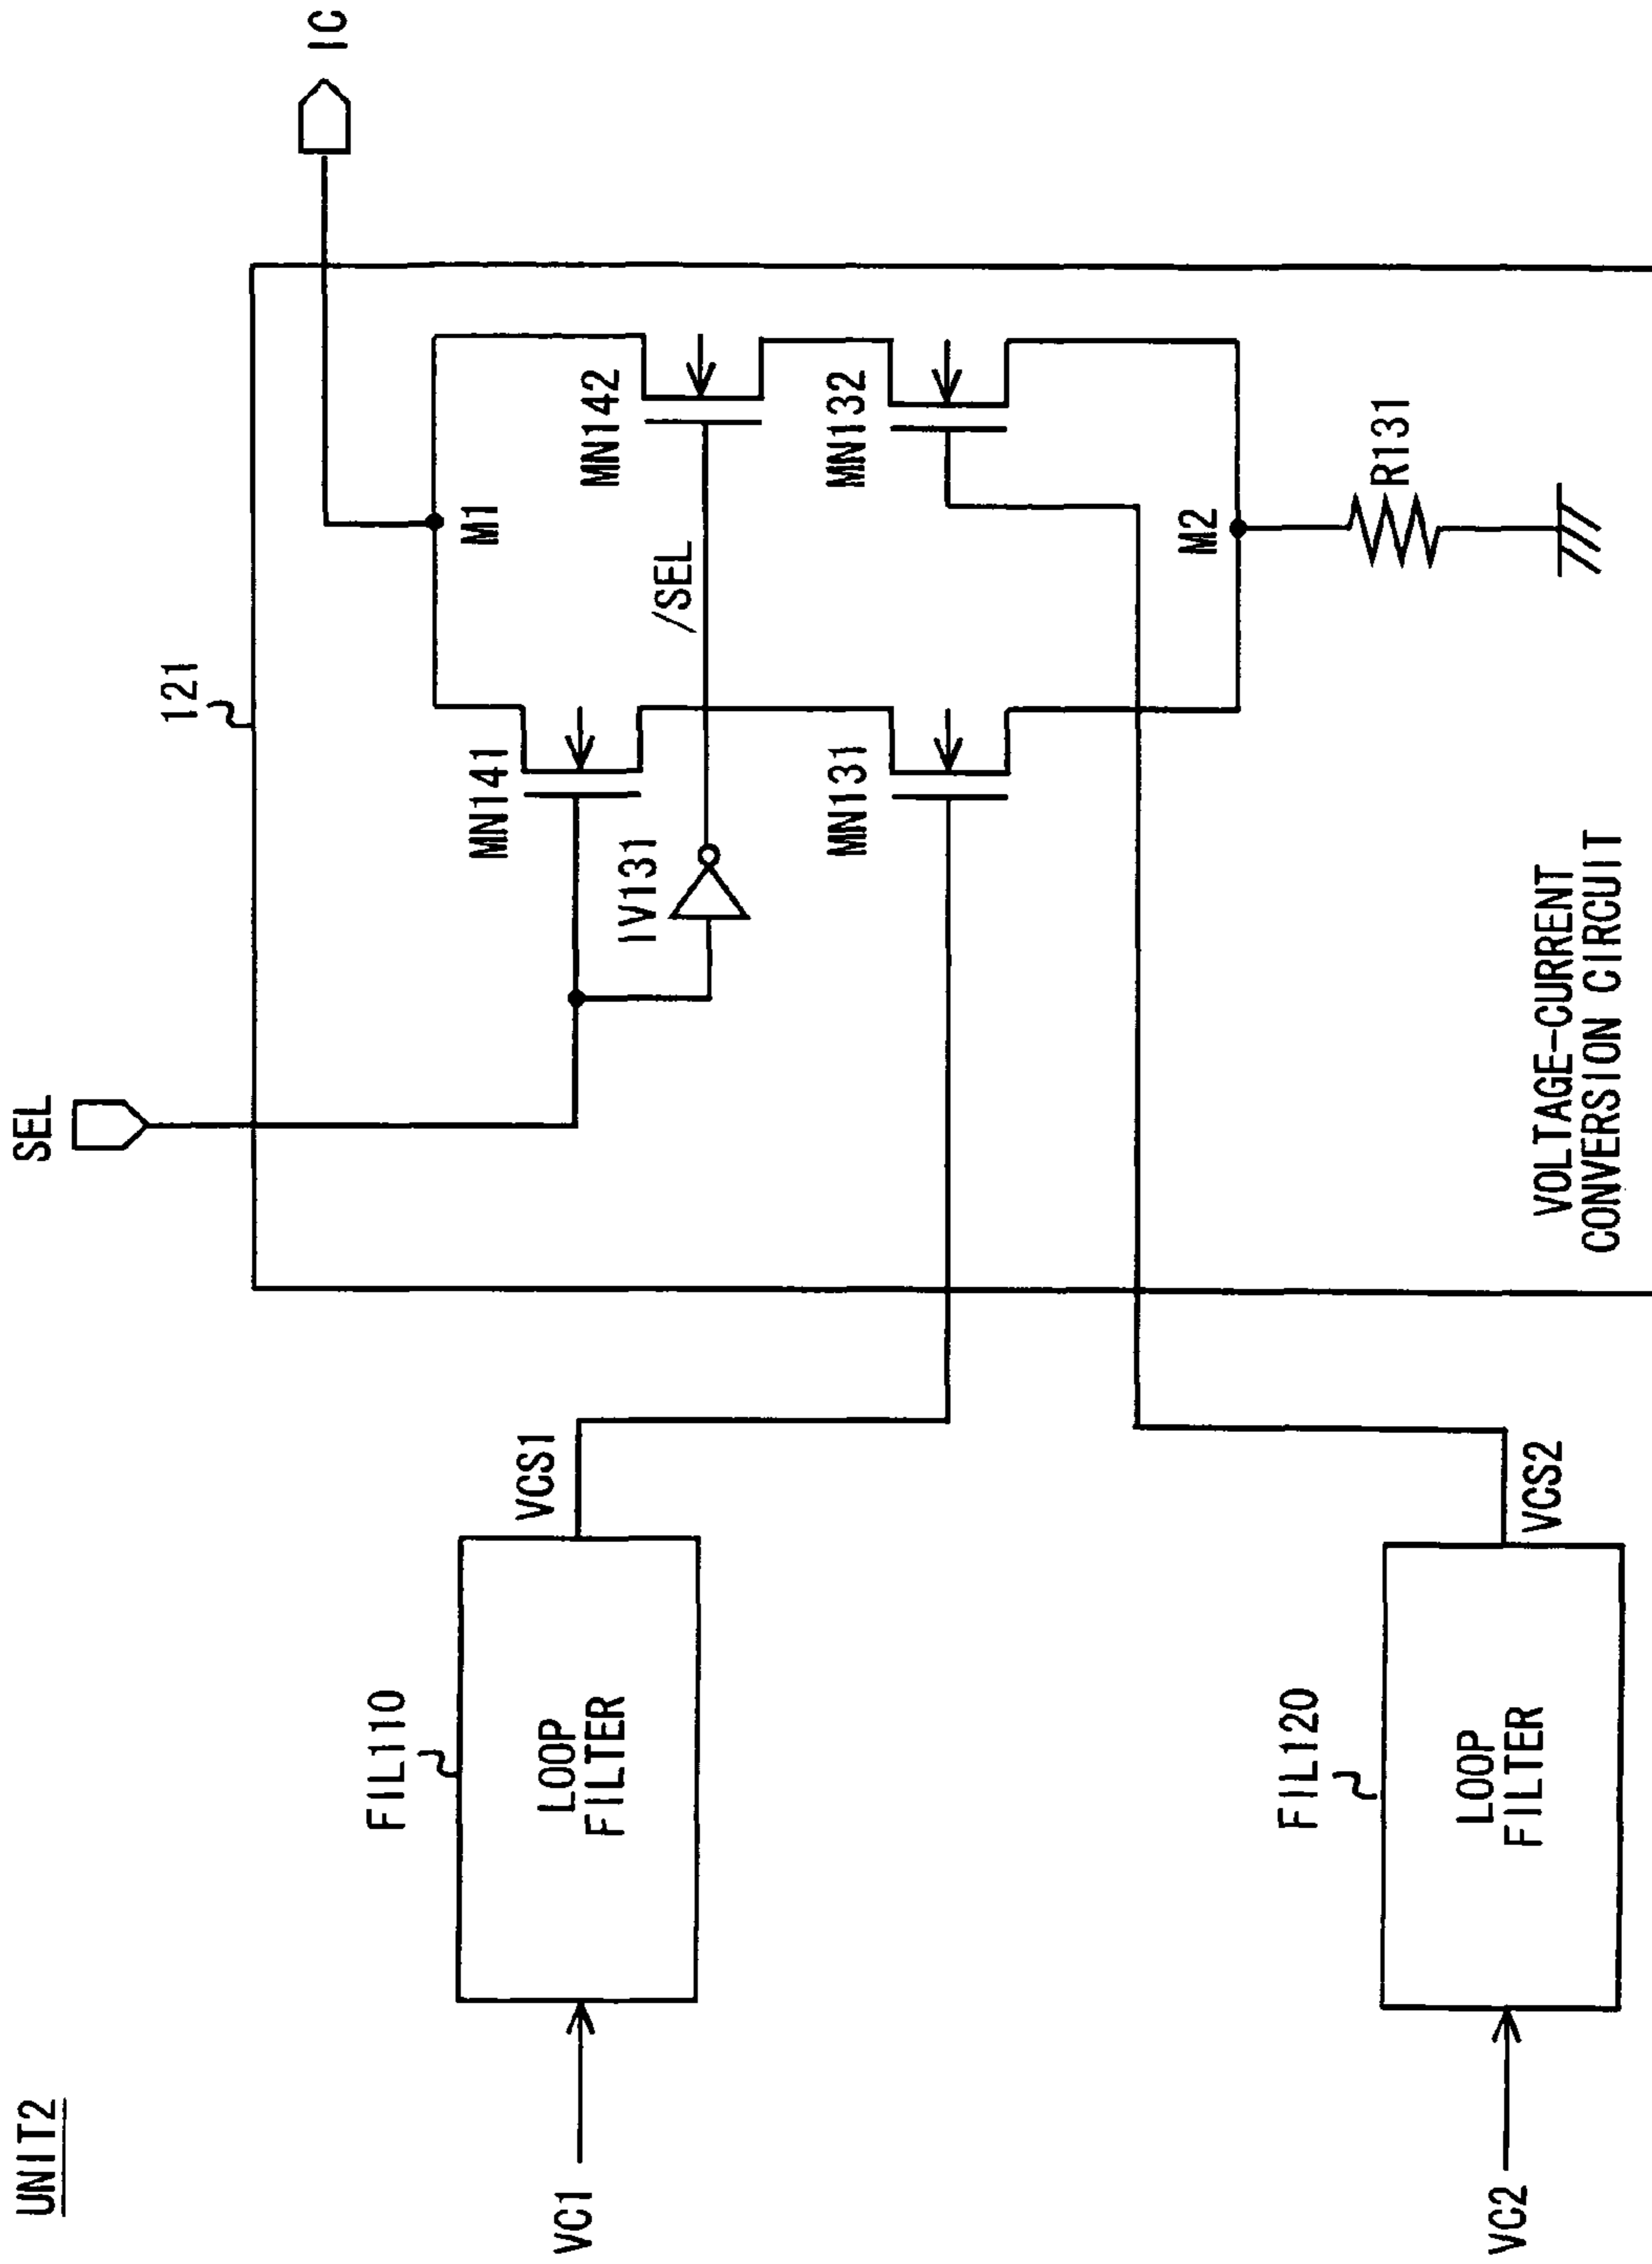 UNIT2
SEL
IC
121
M1
MN141
MN142
IV131
/SEL
MN131
MN132
M2
R131
VOLTAGE-CURRENT
CONVERSION CIRCUIT
FIL110
LOOP
FILTER
VC1
VCS1
FIL120
LOOP
FILTER
VC2
VCS2